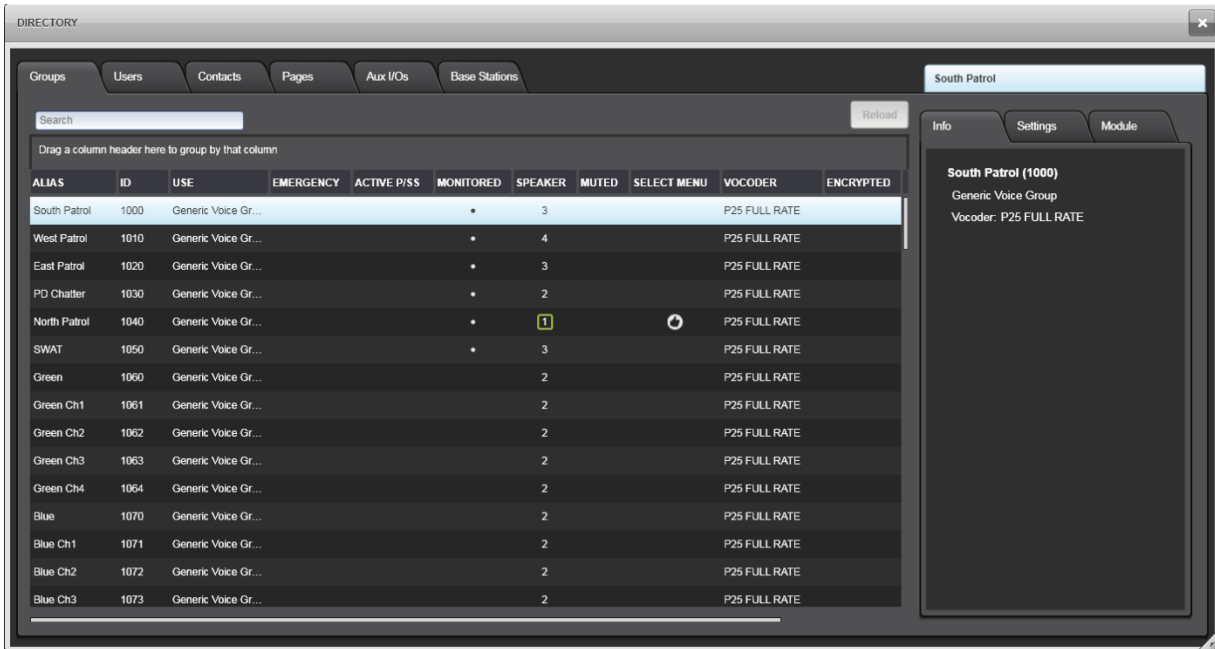 DIRECTORY
Groups Users Contacts Pages Aux I/Os Base Stations
South Patrol
Search
Reload
Info Settings Module
Drag a column header here to group by that column
ALIAS ID USE EMERGENCY ACTIVE P/SS MONITORED SPEAKER MUTED SELECT MENU VOCODER ENCRYPTED
South Patrol (1000)
Generic Voice Group
Vocoder: P25 FULL RATE
South Patrol 1000 Generic Voice Gr... 3 P25 FULL RATE
West Patrol 1010 Generic Voice Gr... 4 P25 FULL RATE
East Patrol 1020 Generic Voice Gr... 3 P25 FULL RATE
PD Chatter 1030 Generic Voice Gr... 2 P25 FULL RATE
North Patrol 1040 Generic Voice Gr... 1 P25 FULL RATE
SWAT 1050 Generic Voice Gr... 3 P25 FULL RATE
Green 1060 Generic Voice Gr... 2 P25 FULL RATE
Green Ch1 1061 Generic Voice Gr... 2 P25 FULL RATE
Green Ch2 1062 Generic Voice Gr... 2 P25 FULL RATE
Green Ch3 1063 Generic Voice Gr... 2 P25 FULL RATE
Green Ch4 1064 Generic Voice Gr... 2 P25 FULL RATE
Blue 1070 Generic Voice Gr... 2 P25 FULL RATE
Blue Ch1 1071 Generic Voice Gr... 2 P25 FULL RATE
Blue Ch2 1072 Generic Voice Gr... 2 P25 FULL RATE
Blue Ch3 1073 Generic Voice Gr... 2 P25 FULL RATE